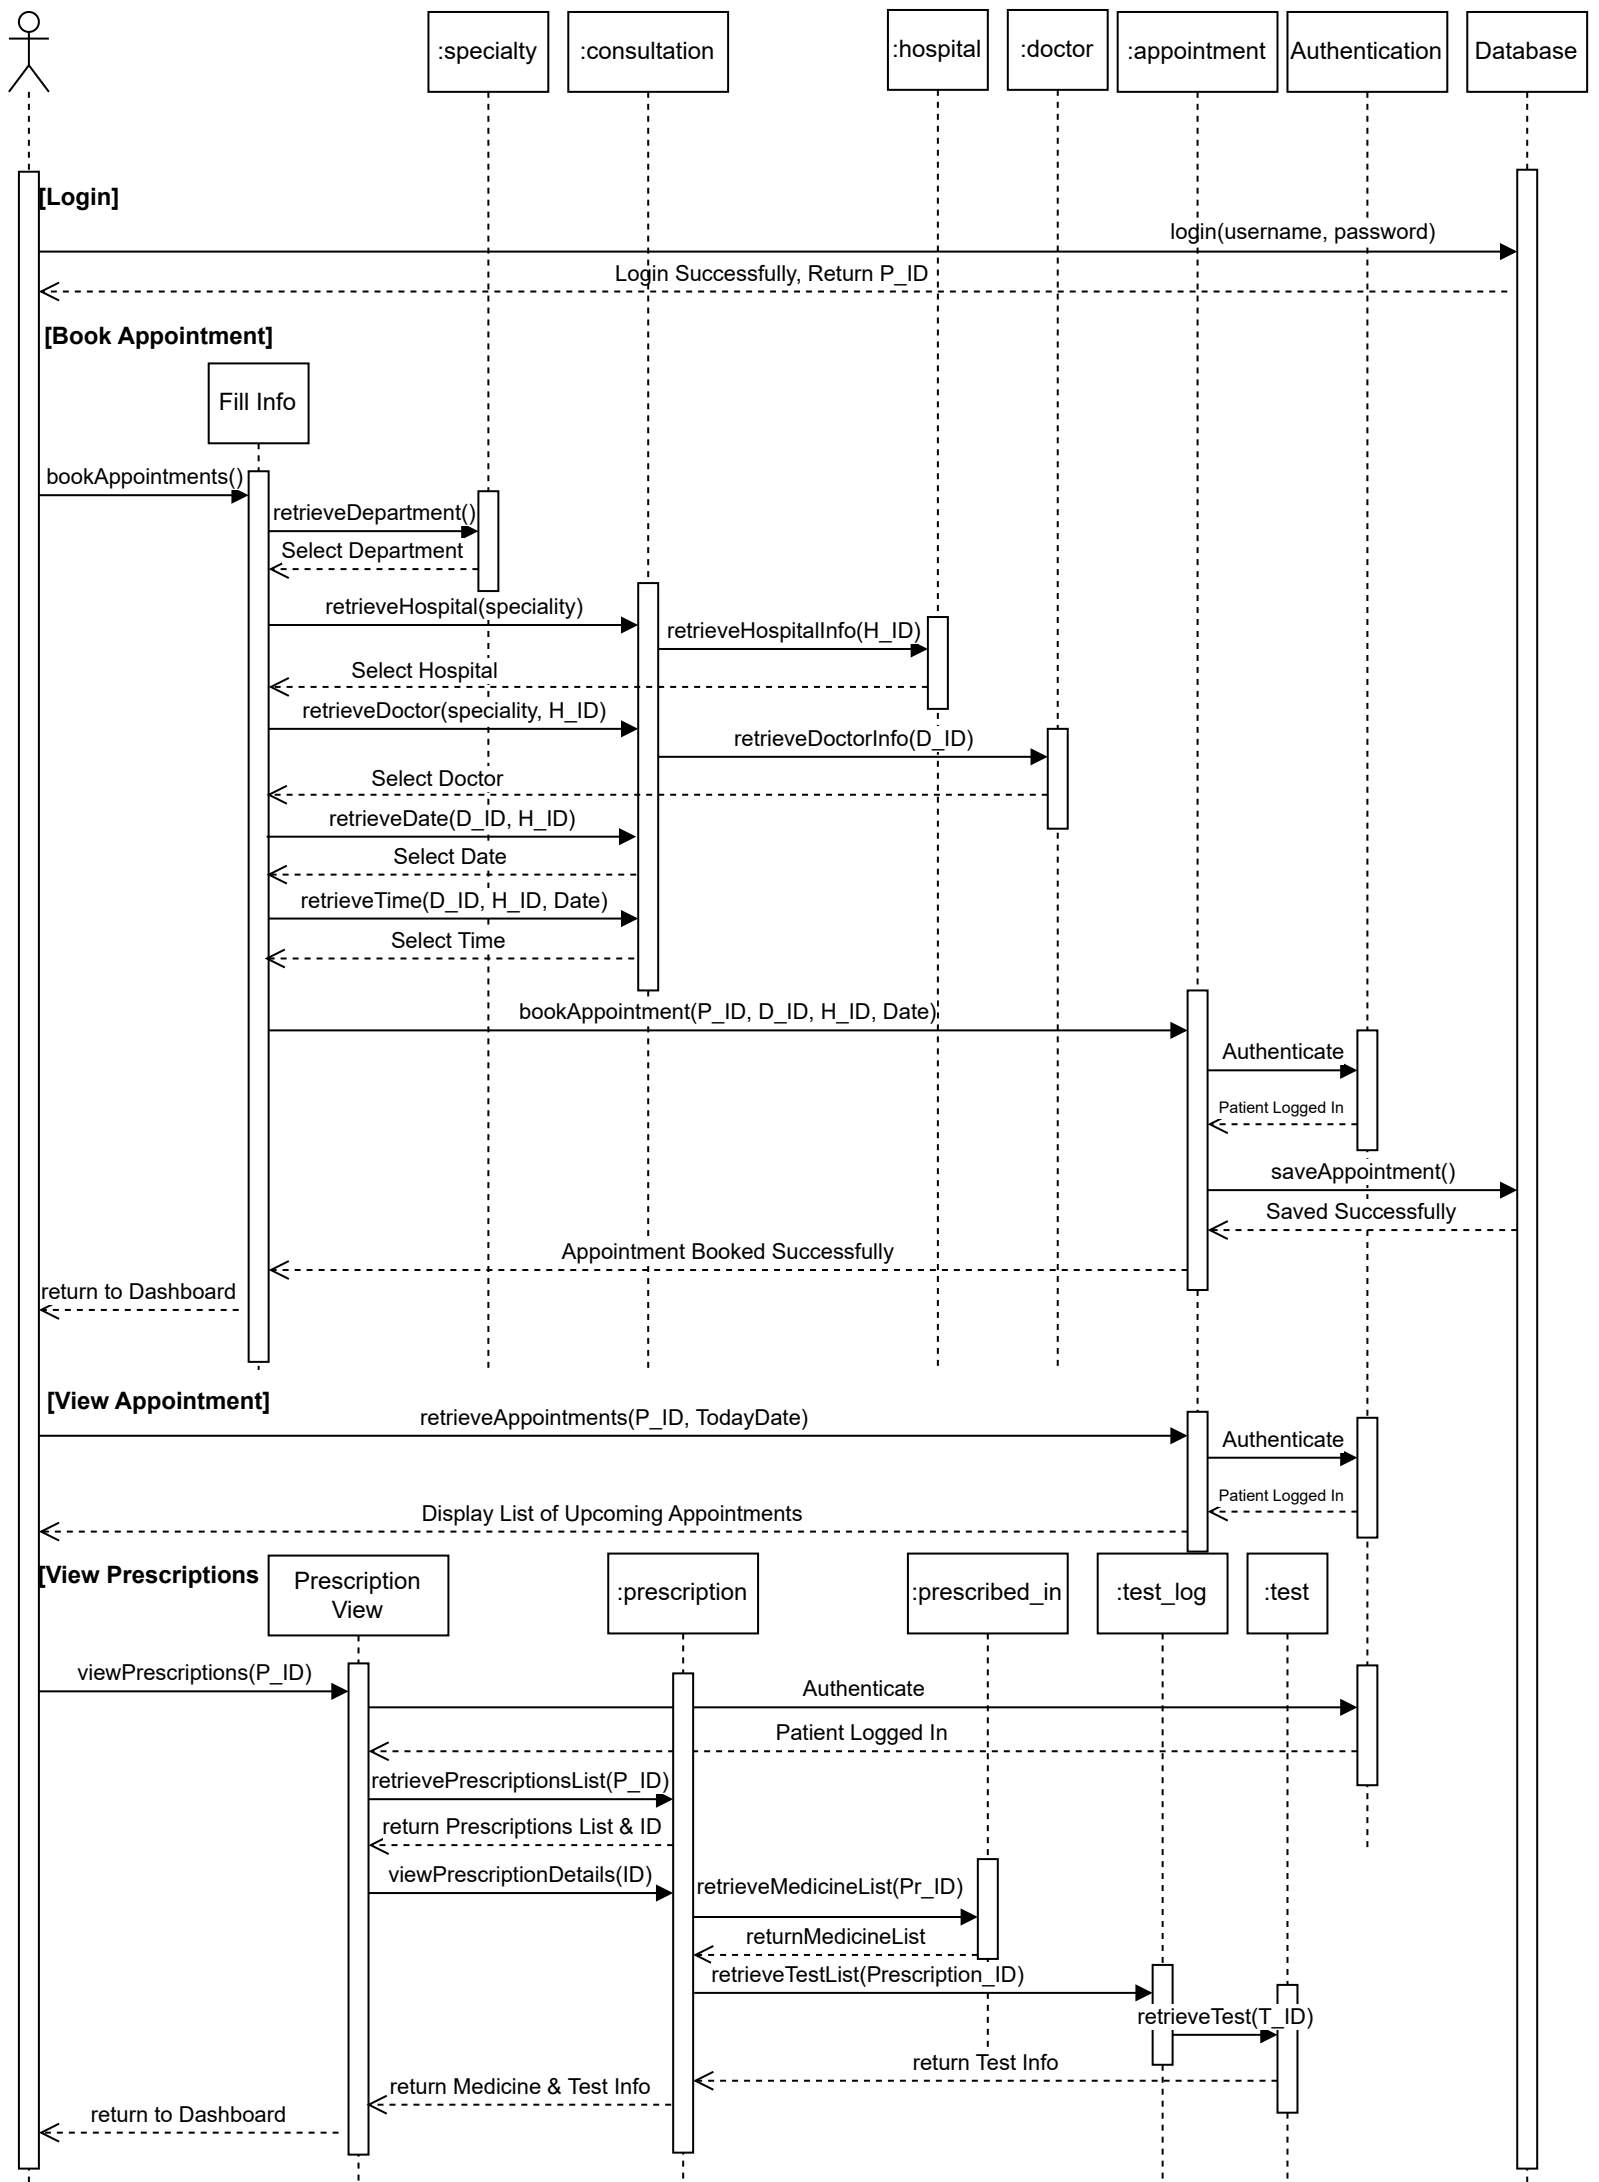 :specialty
:consultation
:hospital
:doctor
:appointment
Authentication
Database
[Login]
login(username, password)
Login Successfully, Return P_ID
[Book Appointment]
Fill Info
bookAppointments()
retrieveDepartment()
Select Department
retrieveHospital(speciality)
retrieveHospitalInfo(H_ID)
Select Hospital
retrieveDoctor(speciality, H_ID)
retrieveDoctorInfo(D_ID)
Select Doctor
retrieveDate(D_ID, H_ID)
Select Date
retrieveTime(D_ID, H_ID, Date)
Select Time
bookAppointment(P_ID, D_ID, H_ID, Date)
Authenticate
Patient Logged In
saveAppointment()
Saved Successfully
Appointment Booked Successfully
return to Dashboard
[View Appointment]
retrieveAppointments(P_ID, TodayDate)
Authenticate
Patient Logged In
Display List of Upcoming Appointments
[View Prescriptions
Prescription
View
:prescription
:prescribed_in
:test_log
:test
viewPrescriptions(P_ID)
Authenticate
Patient Logged In
retrievePrescriptionsList(P_ID)
return Prescriptions List & ID
viewPrescriptionDetails(ID)
retrieveMedicineList(Pr_ID)
returnMedicineList
retrieveTestList(Prescription_ID)
retrieveTest(T_ID)
return Test Info
return Medicine & Test Info
return to Dashboard